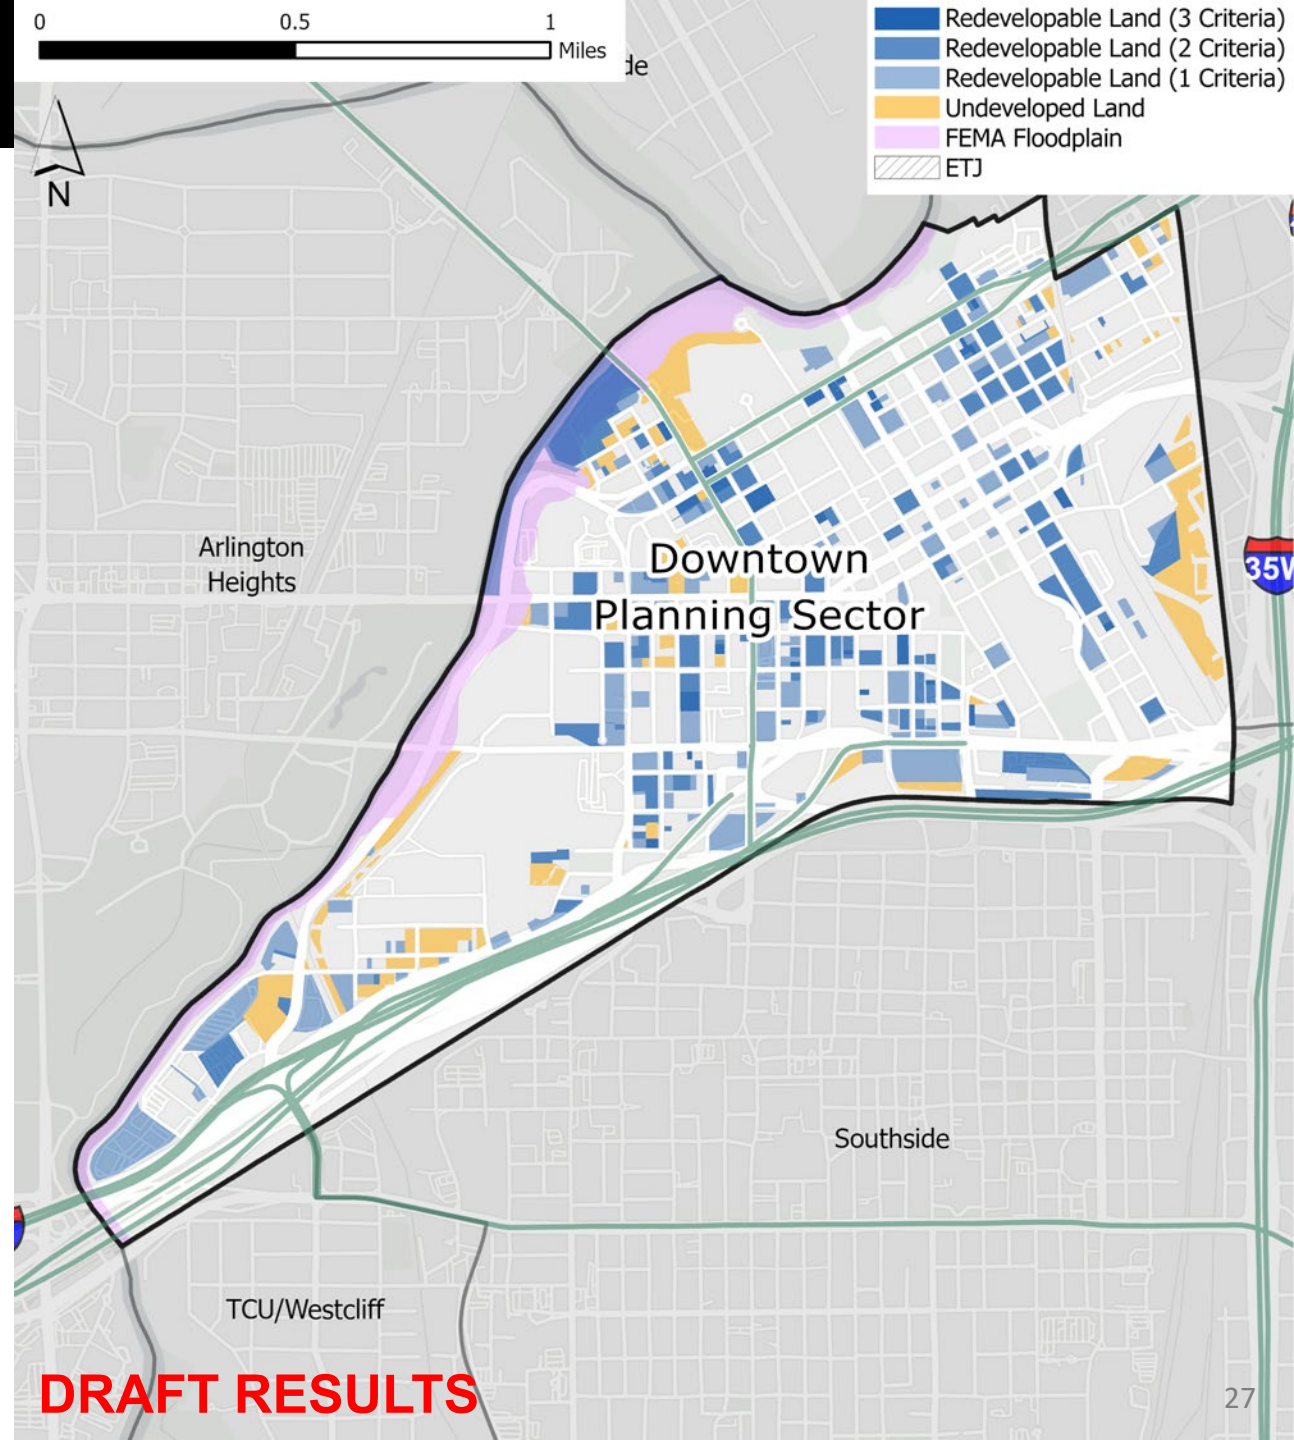 0 0.5 1
Miles
de
Redevelopable Land (3 Criteria)
Redevelopable Land (2 Criteria)
Redevelopable Land (1 Criteria)
Undeveloped Land
FEMA Floodplain
ETJ
N
Arlington
Heights
Downtown
Planning Sector
35W
Southside
TCU/Westcliff
DRAFT RESULTS
27